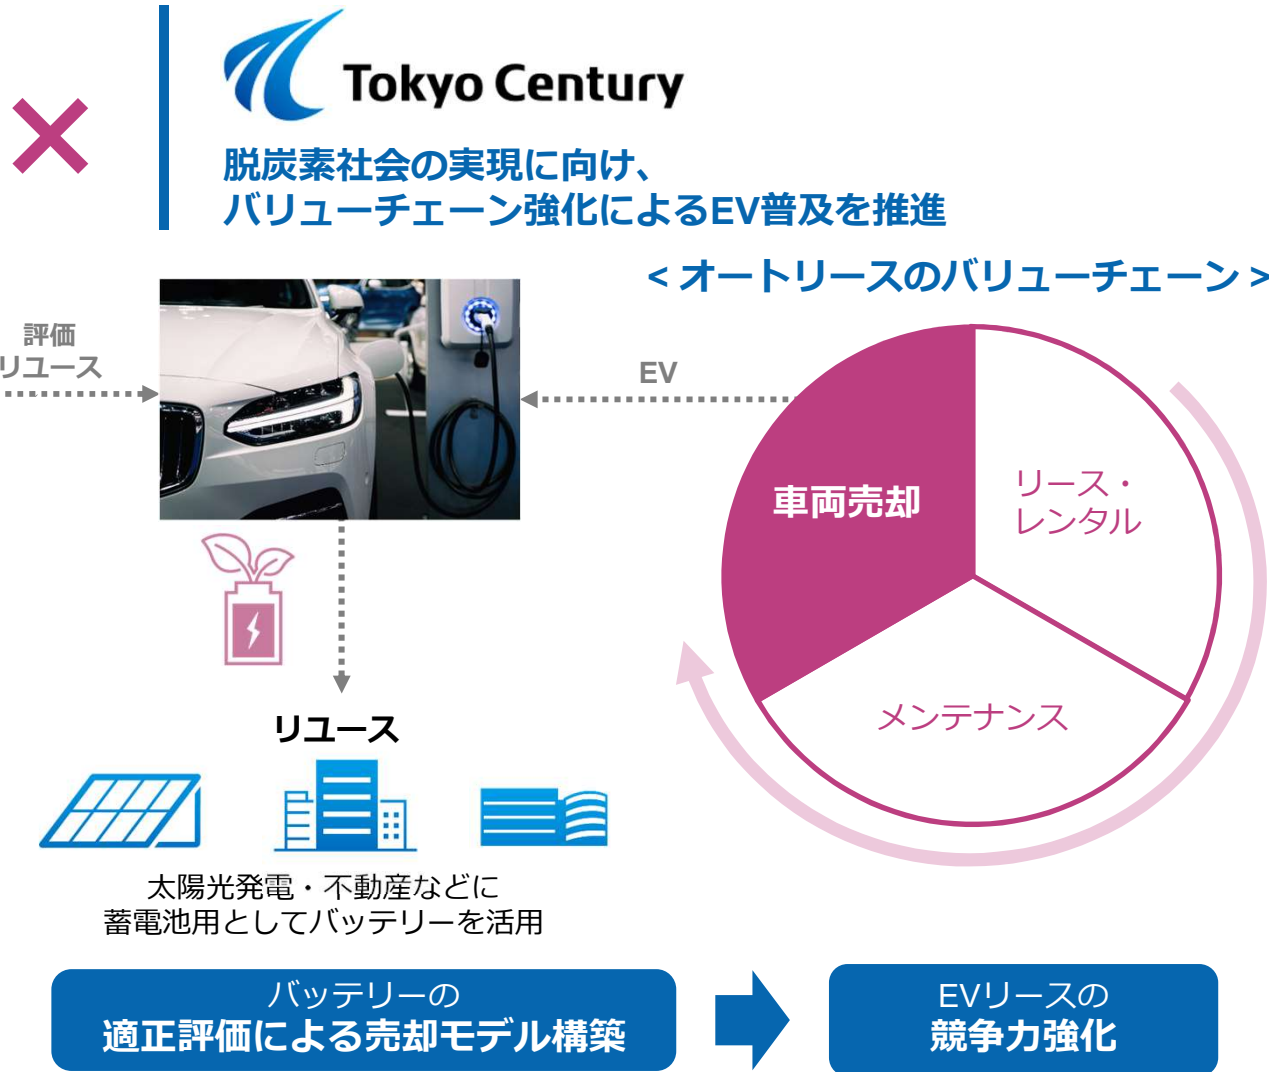 Tokyo Century
脱炭素社会の実現に向け、
バリューチェーン強化によるEV普及を推進
< オートリースのバリューチェーン >
評価
リユース
EV
車両売却
リース・
レンタル
メンテナンス
リユース
太陽光発電・不動産などに
蓄電池用としてバッテリーを活用
バッテリーの
適正評価による売却モデル構築
EVリースの
競争力強化